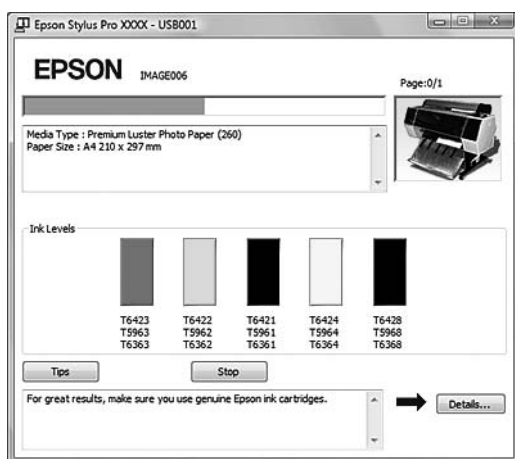 Epson Stylus Pro XXXX - USB001
EPSON IMAGE006
Page:0/1
Media Type : Premium Luster Photo Paper (260)
Paper Size : A4 210 x 297 mm
Ink Levels
T6423 T6422 T6421 T6424 T6428
T5963 T5962 T5961 T5964 T5968
T6363 T6362 T6361 T6364 T6368
Tips Stop
For great results, make sure you use genuine Epson ink cartridges.
Details...